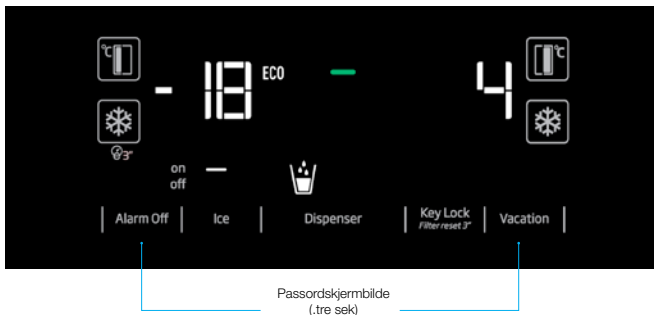 °C
°C
- 18 ECO
4
3"
on
off
Alarm Off
Ice
Dispenser
Key Lock
Filter reset 3"
Vacation
Passordskjermbilde
(.tre sek)